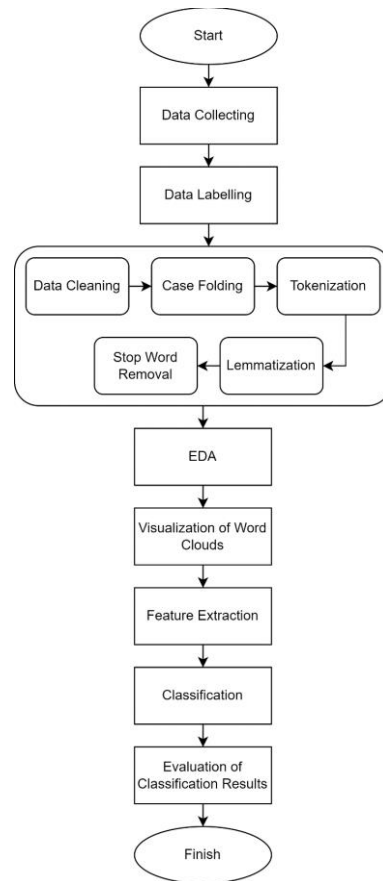 Start
Data Collecting
Data Labelling
Data Cleaning
Case Folding
Tokenization
Lemmatization
Stop Word
Removal
EDA
Visualization of Word
Clouds
Feature Extraction
Classification
Evaluation of
Classification Results
Finish